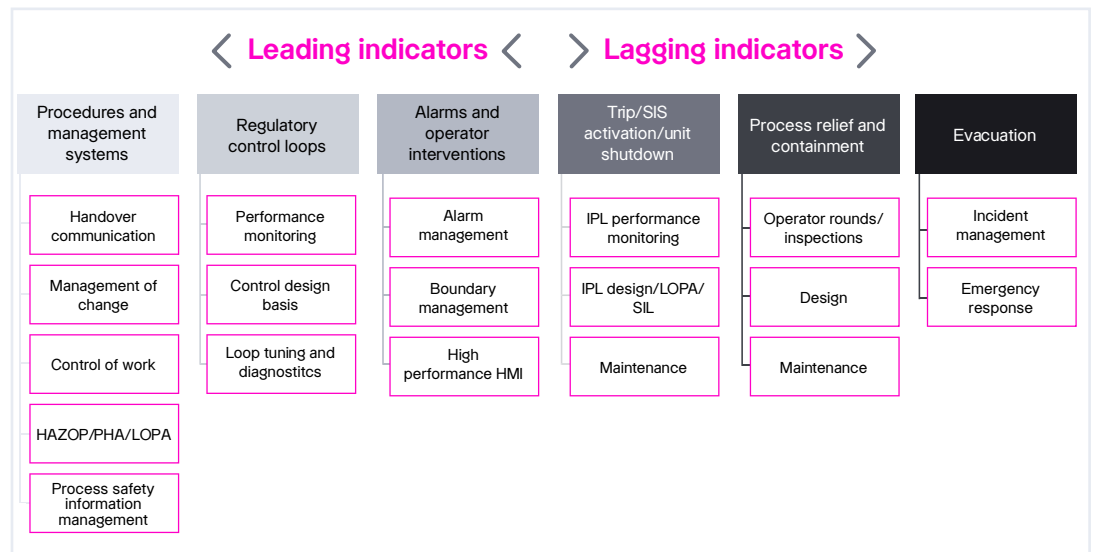 Leading indicators
Lagging indicators
Procedures and
management
systems
Regulatory
control loops
Alarms and
operator
interventions
Trip/SIS
activation/unit
shutdown
Process relief and
containment
Evacuation
Handover
communication
Management of
change
Control of work
HAZOP/PHA/LOPA
Process safety
information
management
Performance
monitoring
Control design
basis
Loop tuning and
diagnostitcs
Alarm
management
Boundary
management
High
performance HMI
IPL performance
monitoring
IPL design/LOPA/
SIL
Maintenance
Operator rounds/
inspections
Design
Maintenance
Incident
management
Emergency
response